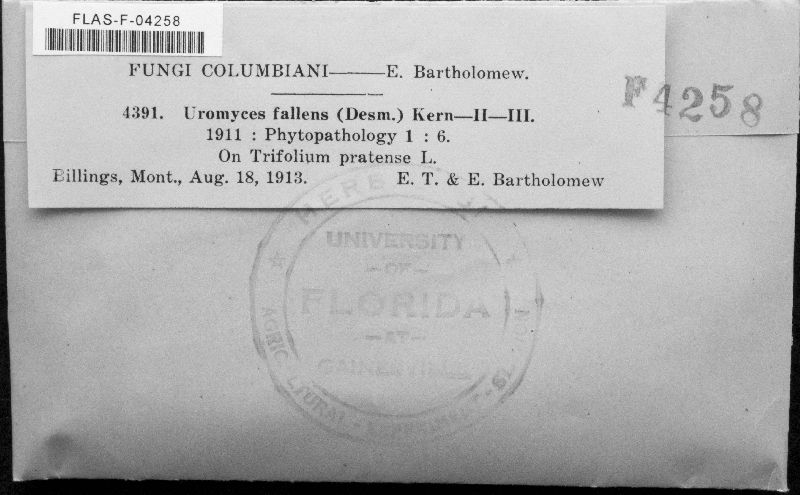 FLAS-F-04258
FUNGI COLUMBIANI——E. Bartholomew.
F4258
4391. Uromyces fallens (Desm.) Kern—II—III.
1911 : Phytopathology 1 : 6.
On Trifolium pratense L.
Billings, Mont., Aug. 18, 1913. E. T. & E. Bartholomew
UNIVERSITY
—OF—
FLORIDA
—AT—
GAINESVILLE